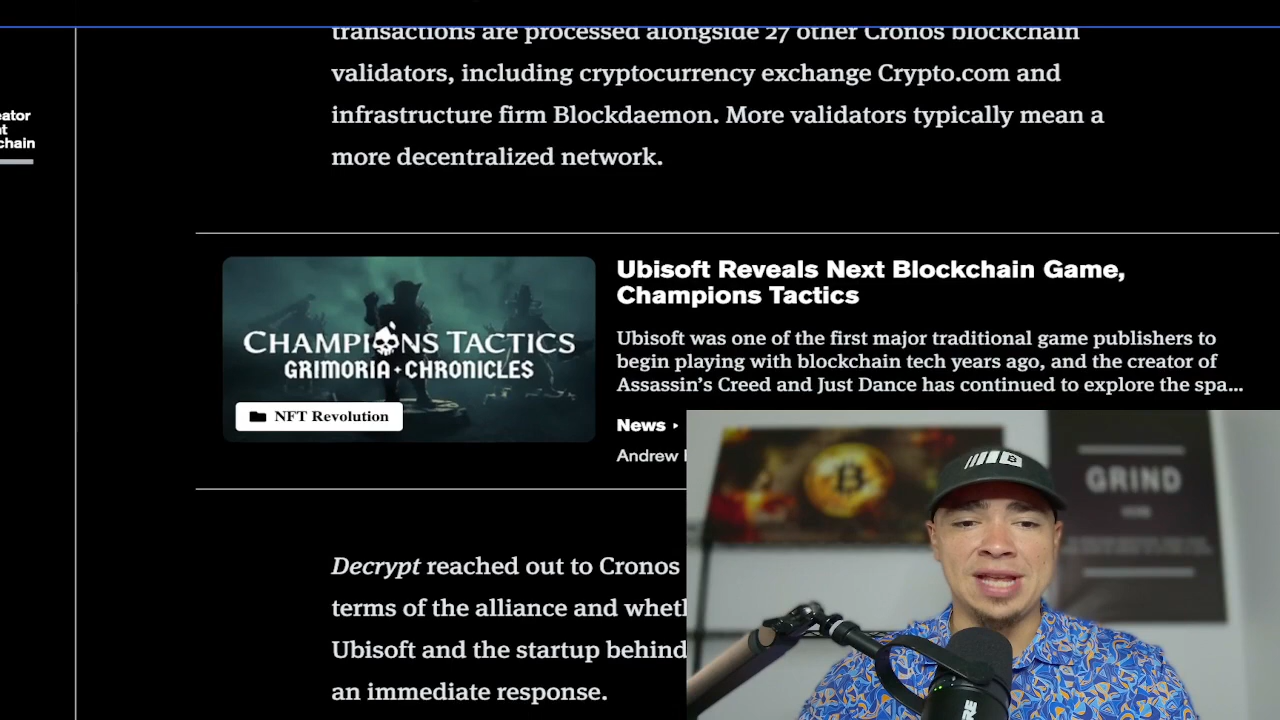 transactions are processed alongside 27 other Cronos blockchain
validators, including cryptocurrency exchange Crypto.com and
infrastructure firm Blockdaemon. More validators typically mean a
more decentralized network.
eator
t
chain
CHAMPIONS TACTICS
GRIMORIA CHRONICLES
NFT Revolution
Ubisoft Reveals Next Blockchain Game,
Champions Tactics
Ubisoft was one of the first major traditional game publishers to
begin playing with blockchain tech years ago, and the creator of
Assassin's Creed and Just Dance has continued to explore the spa...
News
Andrew
Decrypt reached out to Cronos
terms of the alliance and wheth
Ubisoft and the startup behind
an immediate response.
GRIND